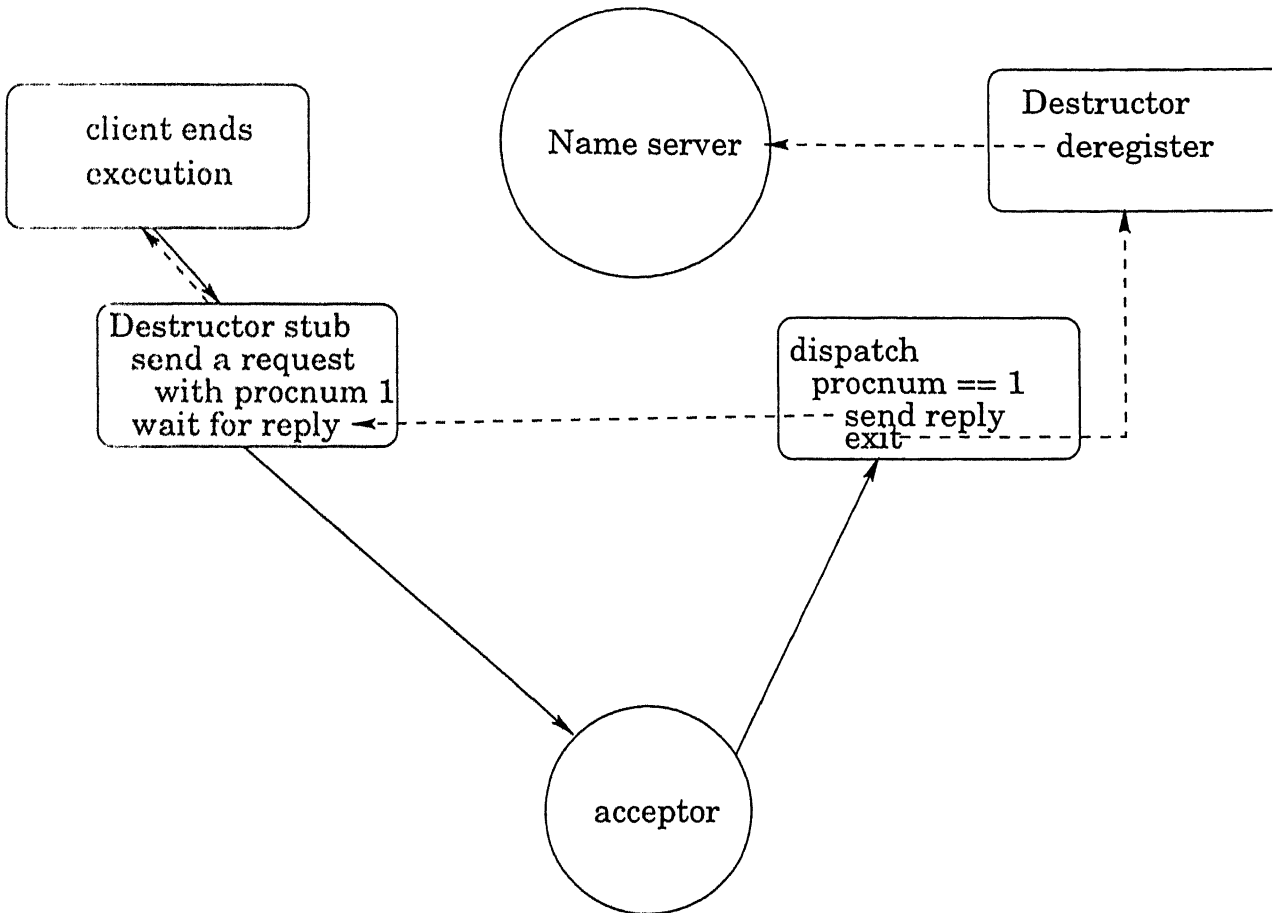 client ends
execution
Name server
Destructor
deregister
Destructor stub
send a request
with procnum 1
wait for reply
dispatch
procnum == 1
send reply
exit
acceptor